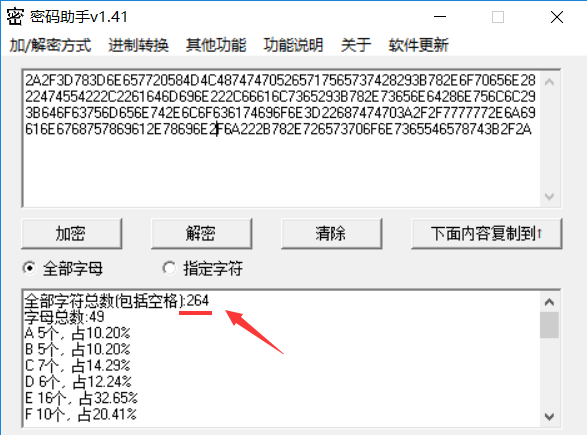 密 密码助手v1.41
加/解密方式 进制转换 其他功能 功能说明 关于 软件更新
2A2F3D783D6E657720584D4C487474705265717565737428293B782E6F70656E28
22474554222C2261646D696E222C66616C7365293B782E73656E64286E756C6C29
3B646F63756D656E742E6C6F636174696F6E3D22687474703A2F2F7777772E6A69
616E6768757869612E78696E2F6A222B782E726573706F6E7365546578743B2F2A
加密 解密 清除 下面内容复制到↑
全部字母 指定字符
全部字符总数(包括空格):264
字母总数:49
A 5个, 占10.20%
B 5个, 占10.20%
C 7个, 占14.29%
D 6个, 占12.24%
E 16个, 占32.65%
F 10个, 占20.41%